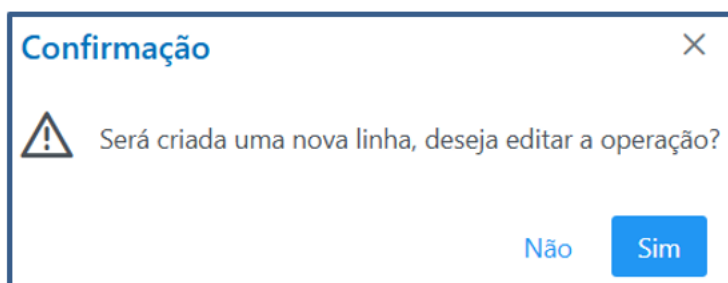 Confirmação
Será criada uma nova linha, deseja editar a operação?
Não
Sim